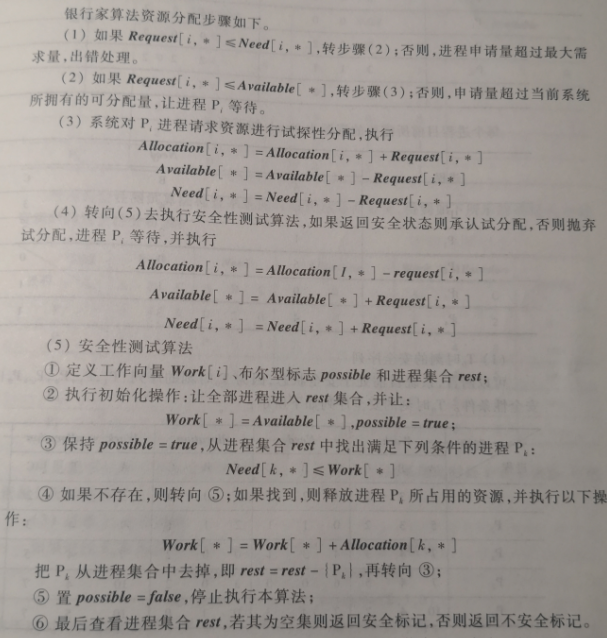 银行家算法资源分配步骤如下。
(1) 如果 Request[i,*]≤Need[i,*],转步骤(2);否则,进程申请量超过最大需
求量,出错处理。
(2) 如果 Request[i,*]≤Available[*],转步骤(3);否则,申请量超过当前系统
所拥有的可分配量,让进程 Pi 等待。
(3) 系统对 Pi 进程请求资源进行试探性分配,执行
Allocation[i,*]=Allocation[i,*]+Request[i,*]
Available[*]=Available[*]-Request[i,*]
Need[i,*]=Need[i,*]-Request[i,*]
(4) 转向(5)去执行安全性测试算法,如果返回安全状态则承认试分配,否则抛弃
试分配,进程 Pi 等待,并执行
Allocation[i,*]=Allocation[I,*]-request[i,*]
Available[*]= Available[*]+Request[i,*]
Need[i,*] =Need[i,*]+Request[i,*]
(5) 安全性测试算法
① 定义工作向量 Work[i]、布尔型标志 possible 和进程集合 rest;
② 执行初始化操作:让全部进程进入 rest 集合,并让:
Work[*]=Available[*],possible=true;
③ 保持 possible=true,从进程集合 rest 中找出满足下列条件的进程 Pk:
Need[k,*]≤Work[*]
④ 如果不存在,则转向 ⑤;如果找到,则释放进程 Pk 所占用的资源,并执行以下操
作:
Work[*]=Work[*]+Allocation[k,*]
把 Pk 从进程集合中去掉,即 rest=rest-|Pk|,再转向 ③;
⑤ 置 possible=false,停止执行本算法;
⑥ 最后查看进程集合 rest,若其为空集则返回安全标记,否则返回不安全标记。